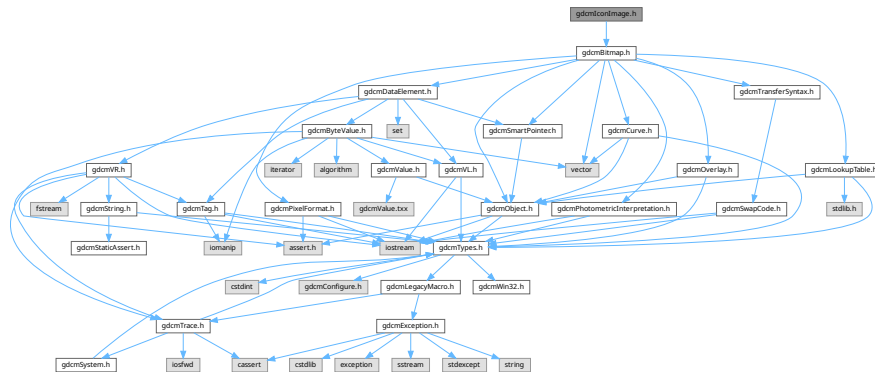 gdcmIconImage.h
gdcmBitmap.h
gdcmDataElement.h
gdcmTransferSyntax.h
gdcmByteValue.h
set
gdcmSmartPointer.h
gdcmCurve.h
gdcmVR.h
iterator
algorithm
gdcmValue.h
gdcmVL.h
vector
gdcmOverlay.h
gdcmLookupTable.h
fstream
gdcmString.h
gdcmTag.h
gdcmPixelFormat.h
gdcmValue.txx
gdcmObject.h
gdcmPhotometricInterpretation.h
gdcmSwapCode.h
stdlib.h
gdcmStaticAssert.h
iomanip
assert.h
iostream
gdcmTypes.h
cstdint
gdcmConfigure.h
gdcmLegacyMacro.h
gdcmWin32.h
gdcmTrace.h
gdcmException.h
gdcmSystem.h
iosfwd
cassert
cstdlib
exception
sstream
stdexcept
string